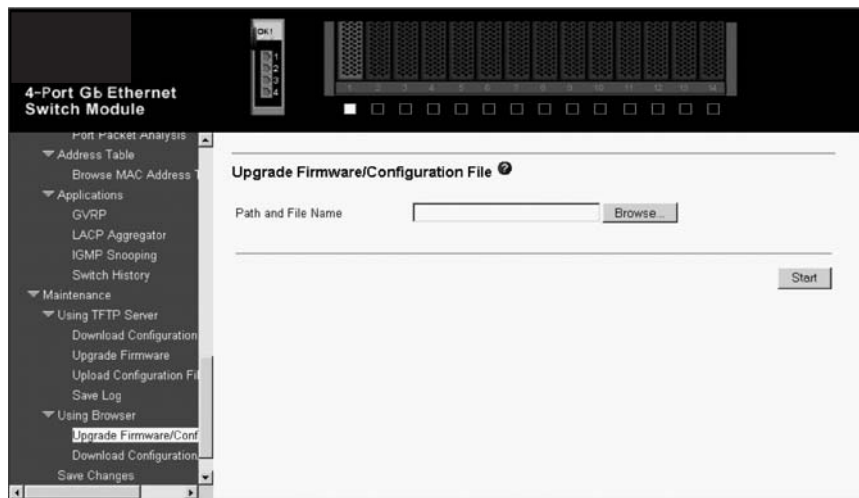 OK!
1
2
3
4
1 2 3 4 5 6 7 8 9 10 11 12 13 14
4-Port Gb Ethernet
Switch Module
Port Packet Analysis
Address Table
Browse MAC Address T
Applications
GVRP
LACP Aggregator
IGMP Snooping
Switch History
Maintenance
Using TFTP Server
Download Configuration
Upgrade Firmware
Upload Configuration Fil
Save Log
Using Browser
Upgrade Firmware/Conf
Download Configuration
Save Changes
Upgrade Firmware/Configuration File ?
Path and File Name
Browse...
Start